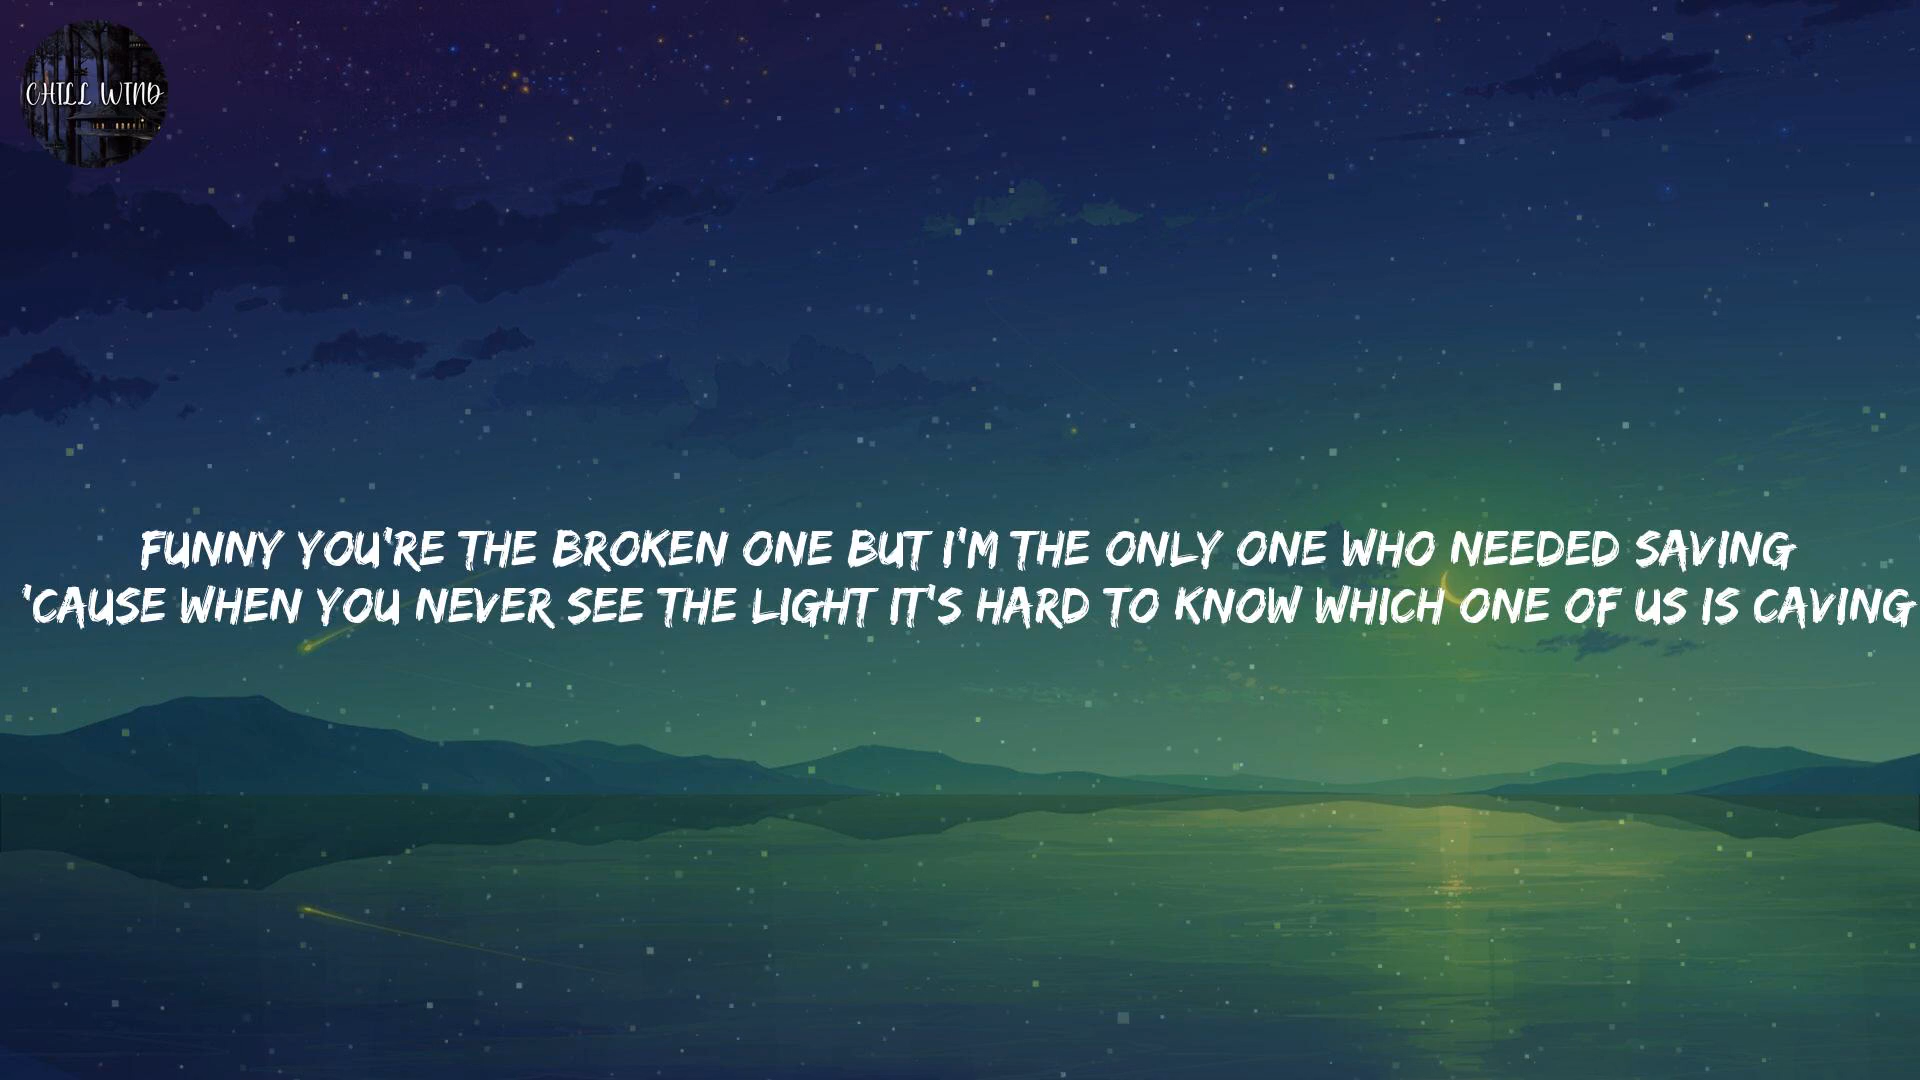 CHILL WIND
FUNNY YOU'RE THE BROKEN ONE BUT I'M THE ONLY ONE WHO NEEDED SAVING
'CAUSE WHEN YOU NEVER SEE THE LIGHT IT'S HARD TO KNOW WHICH ONE OF US IS CAVING